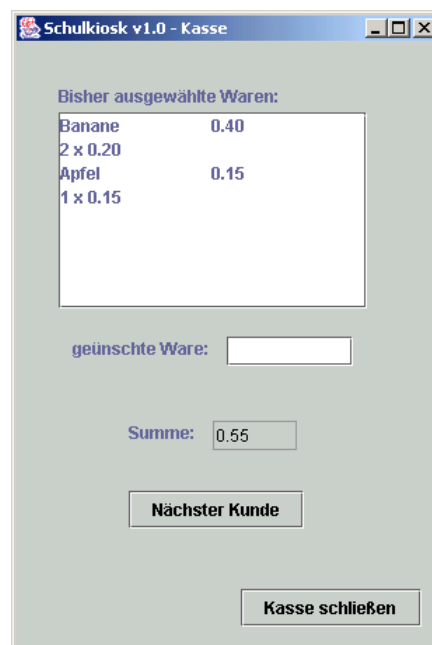 Schulkiosk v1.0 - Kasse
Bisher ausgewählte Waren:
Banane 0.40
2 x 0.20
Apfel 0.15
1 x 0.15
geünschte Ware:
Summe: 0.55
Nächster Kunde
Kasse schließen